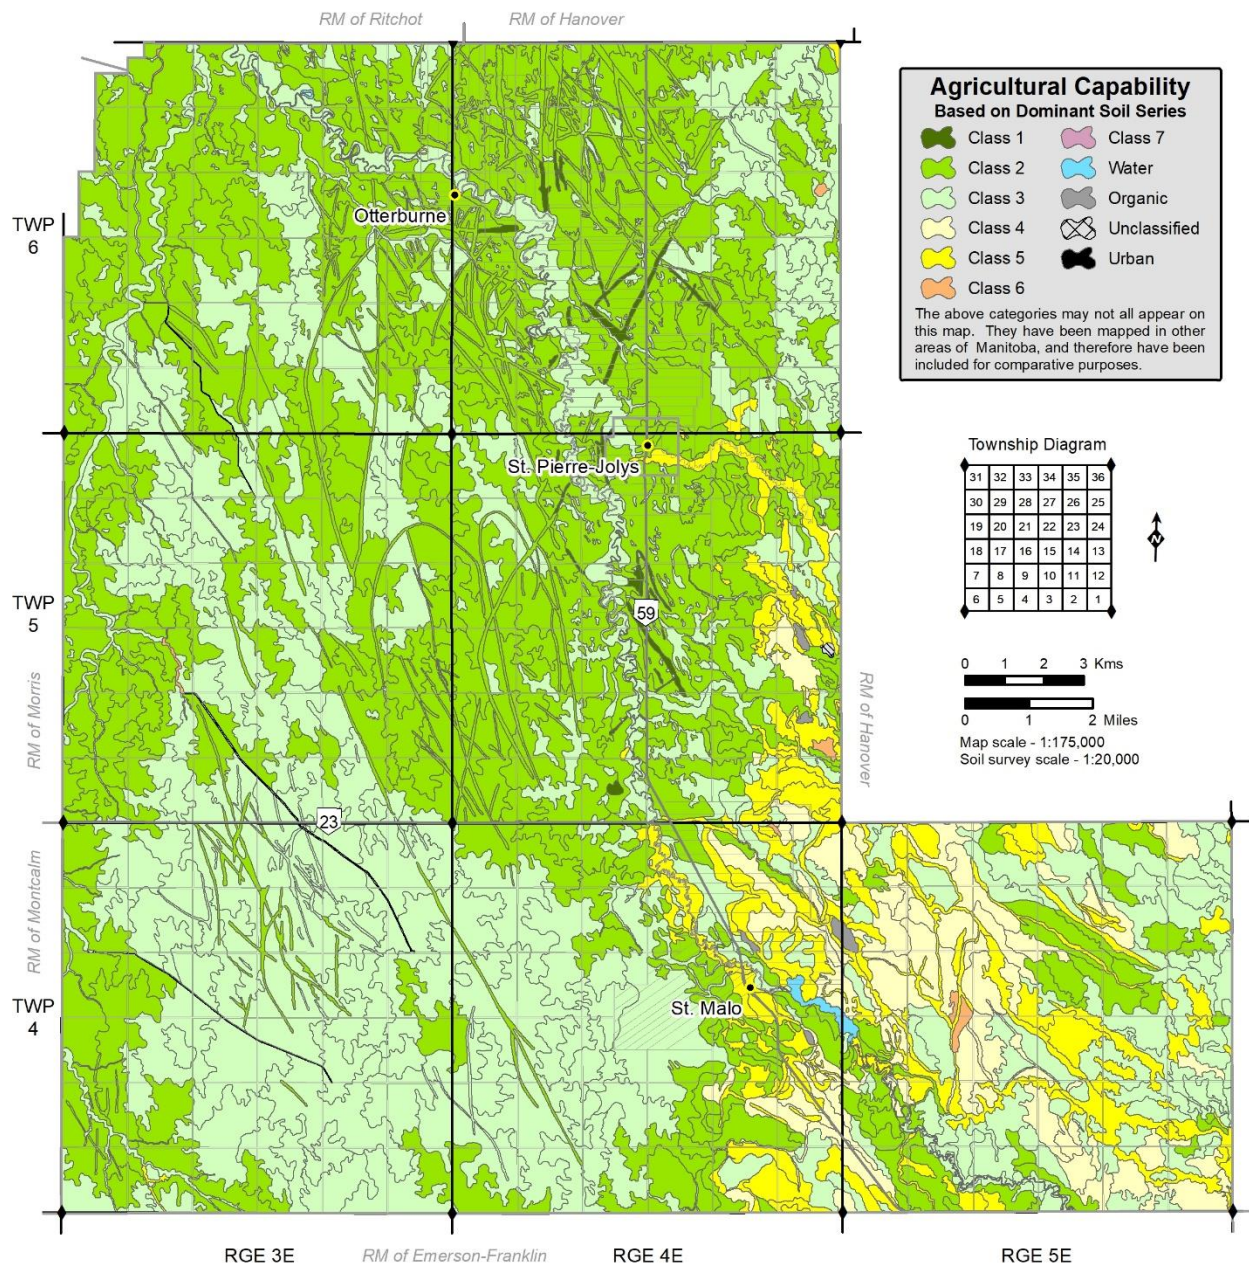 RM of Ritchot
RM of Hanover
Agricultural Capability
Based on Dominant Soil Series
Class 1
Class 2
Class 3
Class 4
Class 5
Class 6
Class 7
Water
Organic
Unclassified
Urban
The above categories may not all appear on
this map. They have been mapped in other
areas of Manitoba, and therefore have been
included for comparative purposes.
TWP
6
Otterburne
St. Pierre-Jolys
Township Diagram
31 32 33 34 35 36
30 29 28 27 26 25
19 20 21 22 23 24
18 17 16 15 14 13
7 8 9 10 11 12
6 5 4 3 2 1
N
TWP
5
59
0 1 2 3 Kms
0 1 2 Miles
Map scale - 1:175,000
Soil survey scale - 1:20,000
RM of Morris
RM of Hanover
23
RM of Montcalm
TWP
4
St. Malo
RGE 3E
RM of Emerson-Franklin
RGE 4E
RGE 5E